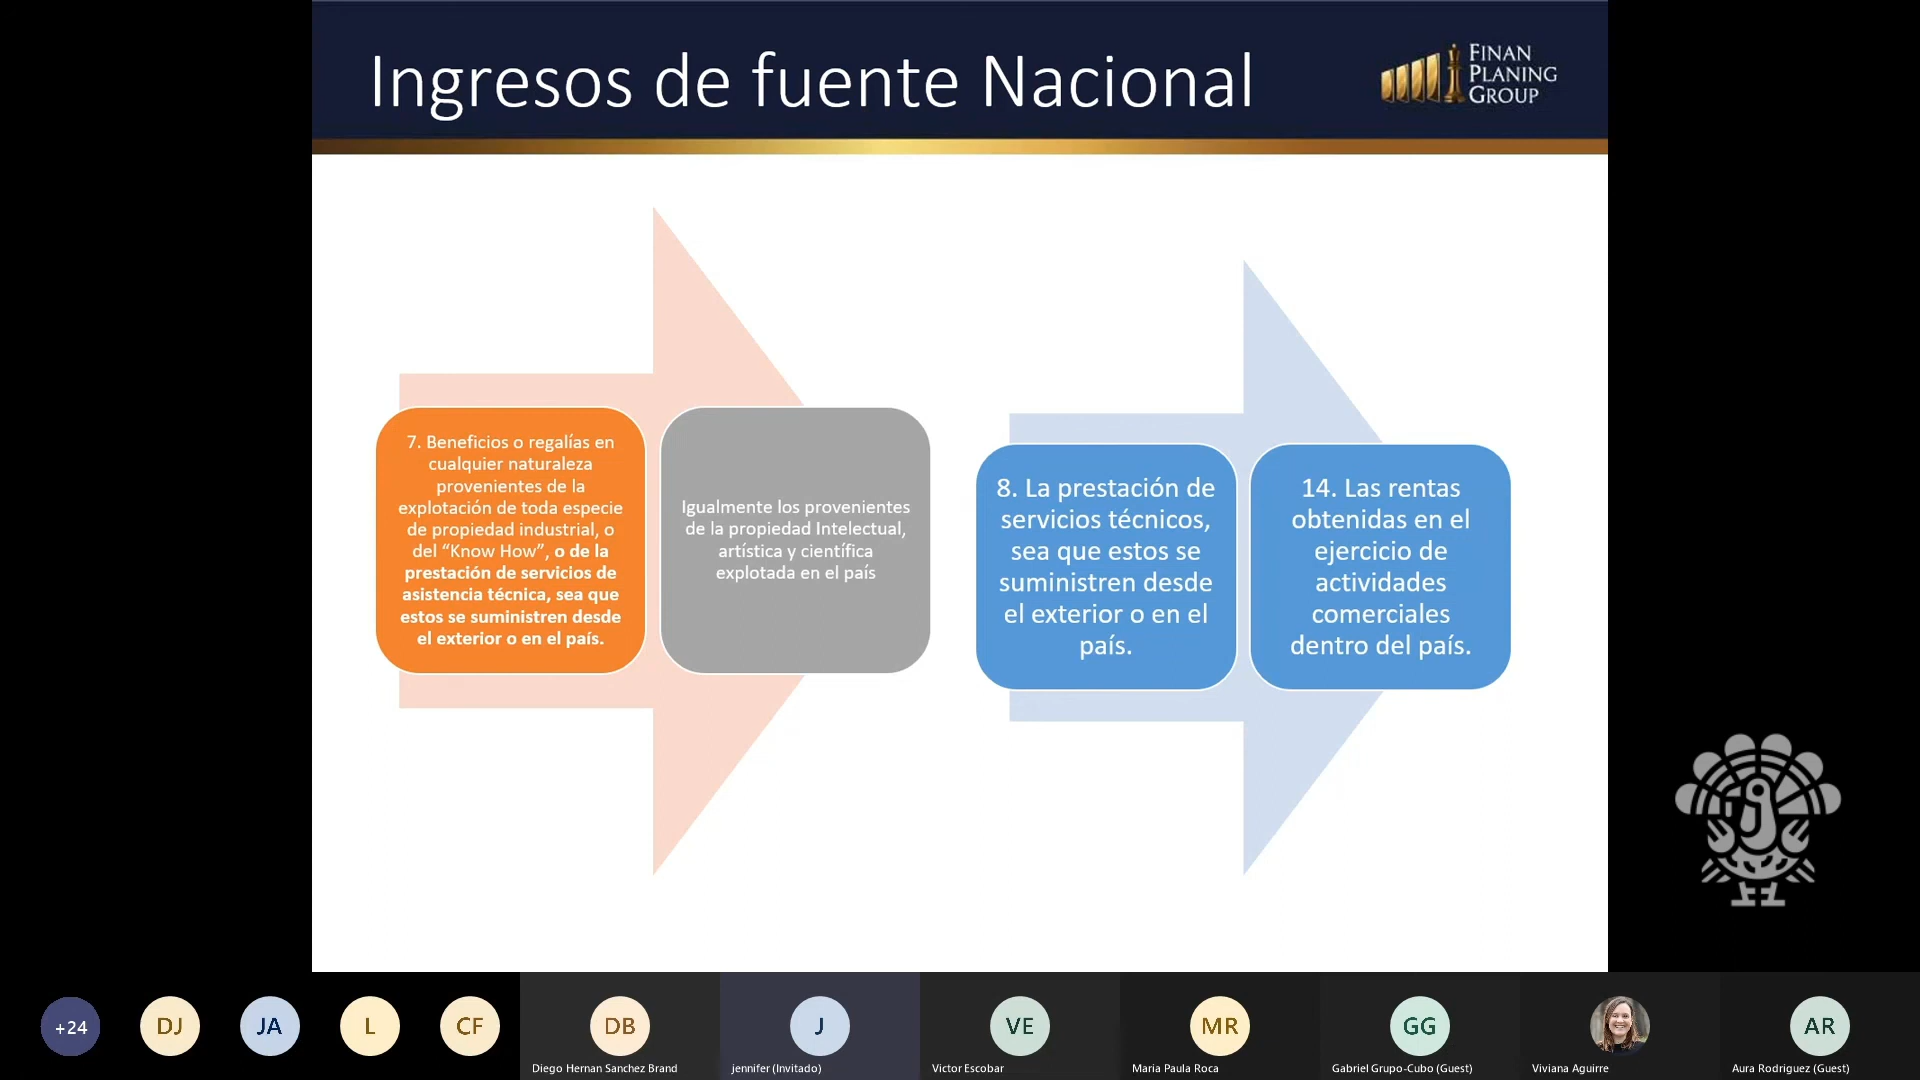 Ingresos de fuente Nacional
FINAN
PLANING
GROUP
7. Beneficios o regalías en
cualquier naturaleza
provenientes de la
explotación de toda especie
de propiedad industrial, o
del “Know How”, o de la
prestación de servicios de
asistencia técnica, sea que
estos se suministren desde
el exterior o en el país.
Igualmente los provenientes
de la propiedad Intelectual,
artística y científica
explotada en el país
8. La prestación de
servicios técnicos,
sea que estos se
suministren desde
el exterior o en el
país.
14. Las rentas
obtenidas en el
ejercicio de
actividades
comerciales
dentro del país.
+24
DJ
JA
L
CF
DB
J
VE
MR
GG
AR
Diego Hernan Sanchez Brand
jennifer (Invitado)
Victor Escobar
Maria Paula Roca
Gabriel Grupo-Cubo (Guest)
Viviana Aguirre
Aura Rodriguez (Guest)